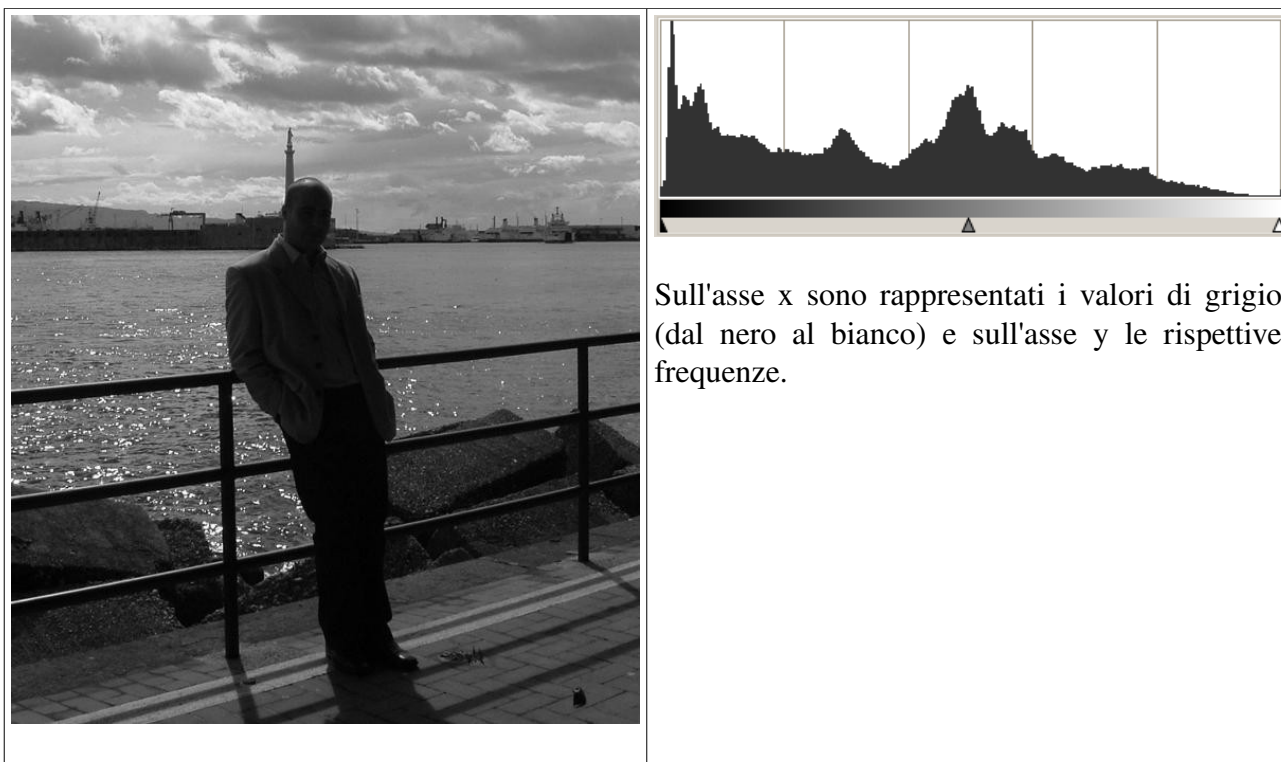 Sull'asse x sono rappresentati i valori di grigio
(dal nero al bianco) e sull'asse y le rispettive
frequenze.